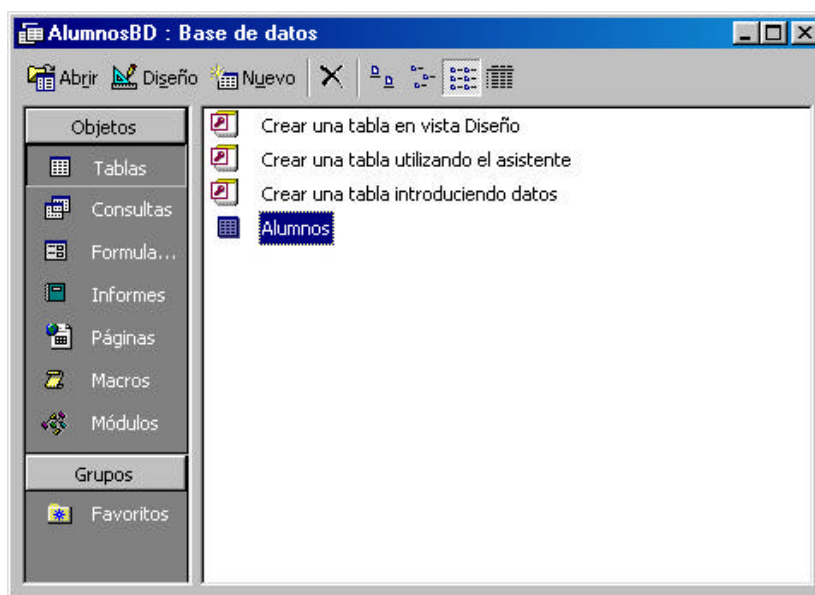 AlumnosBD : Base de datos
Abrir Diseño Nuevo
Objetos
Tablas
Consultas
Formula...
Informes
Páginas
Macros
Módulos
Grupos
Favoritos
Crear una tabla en vista Diseño
Crear una tabla utilizando el asistente
Crear una tabla introduciendo datos
Alumnos